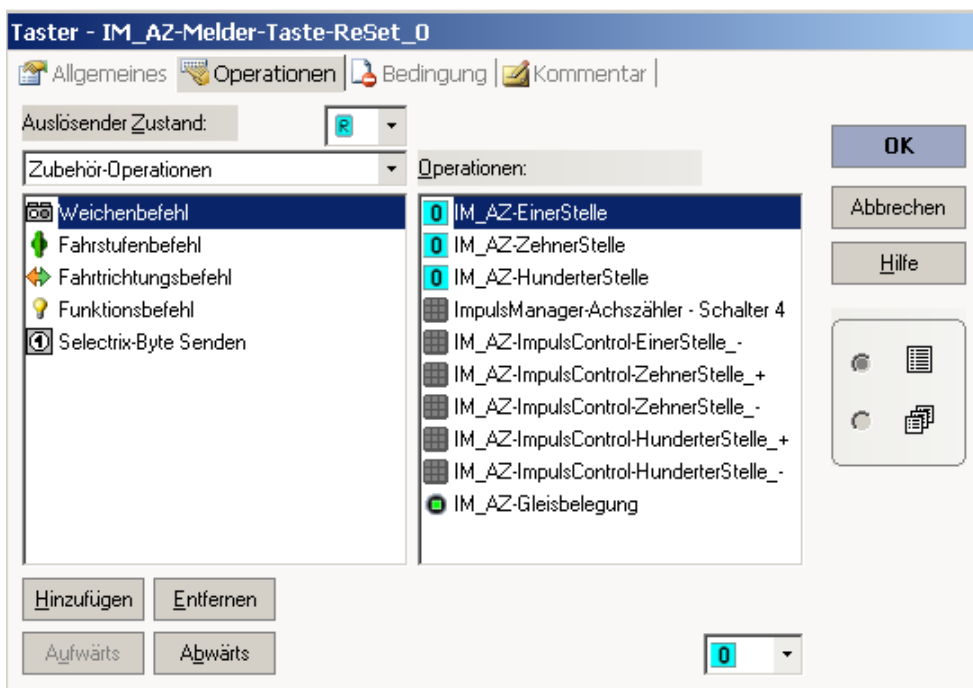 Taster - IM_AZ-Melder-Taste-ReSet_0
Allgemeines Operationen Bedingung Kommentar
Auslösender Zustand: R
Zubehör-Operationen
Weichenbefehl
Fahrstufenbefehl
Fahrtrichtungsbefehl
Funktionsbefehl
1 Selectrix-Byte Senden
Operationen:
0 IM_AZ-EinerStelle
0 IM_AZ-ZehnerStelle
0 IM_AZ-HunderterStelle
ImpulsManager-Achszähler - Schalter 4
IM_AZ-ImpulsControl-EinerStelle_-
IM_AZ-ImpulsControl-ZehnerStelle_+
IM_AZ-ImpulsControl-ZehnerStelle_-
IM_AZ-ImpulsControl-HunderterStelle_+
IM_AZ-ImpulsControl-HunderterStelle_-
IM_AZ-Gleisbelegung
OK
Abbrechen
Hilfe
Hinzufügen Entfernen
Aufwärts Abwärts
0